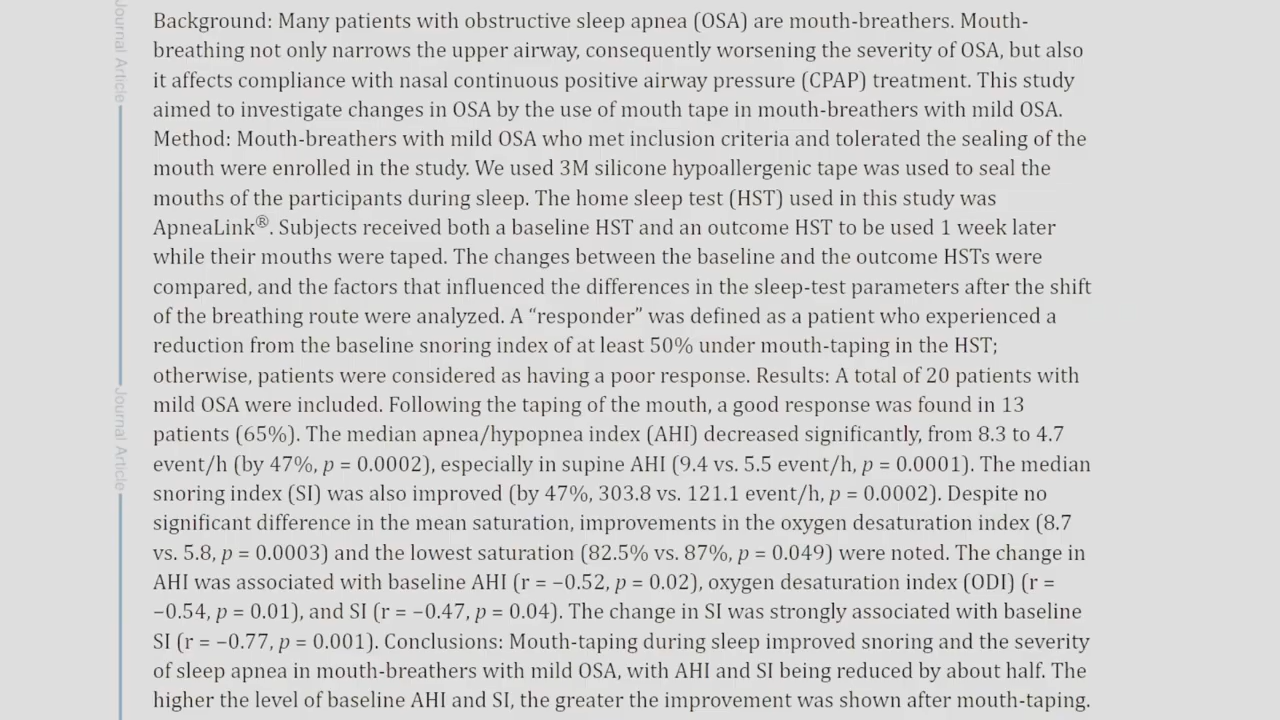 Journal Article
Journal Article
Background: Many patients with obstructive sleep apnea (OSA) are mouth-breathers. Mouth-
breathing not only narrows the upper airway, consequently worsening the severity of OSA, but also
it affects compliance with nasal continuous positive airway pressure (CPAP) treatment. This study
aimed to investigate changes in OSA by the use of mouth tape in mouth-breathers with mild OSA.
Method: Mouth-breathers with mild OSA who met inclusion criteria and tolerated the sealing of the
mouth were enrolled in the study. We used 3M silicone hypoallergenic tape was used to seal the
mouths of the participants during sleep. The home sleep test (HST) used in this study was
ApneaLink®. Subjects received both a baseline HST and an outcome HST to be used 1 week later
while their mouths were taped. The changes between the baseline and the outcome HSTs were
compared, and the factors that influenced the differences in the sleep-test parameters after the shift
of the breathing route were analyzed. A “responder” was defined as a patient who experienced a
reduction from the baseline snoring index of at least 50% under mouth-taping in the HST;
otherwise, patients were considered as having a poor response. Results: A total of 20 patients with
mild OSA were included. Following the taping of the mouth, a good response was found in 13
patients (65%). The median apnea/hypopnea index (AHI) decreased significantly, from 8.3 to 4.7
event/h (by 47%, p = 0.0002), especially in supine AHI (9.4 vs. 5.5 event/h, p = 0.0001). The median
snoring index (SI) was also improved (by 47%, 303.8 vs. 121.1 event/h, p = 0.0002). Despite no
significant difference in the mean saturation, improvements in the oxygen desaturation index (8.7
vs. 5.8, p = 0.0003) and the lowest saturation (82.5% vs. 87%, p = 0.049) were noted. The change in
AHI was associated with baseline AHI (r = −0.52, p = 0.02), oxygen desaturation index (ODI) (r =
−0.54, p = 0.01), and SI (r = −0.47, p = 0.04). The change in SI was strongly associated with baseline
SI (r = −0.77, p = 0.001). Conclusions: Mouth-taping during sleep improved snoring and the severity
of sleep apnea in mouth-breathers with mild OSA, with AHI and SI being reduced by about half. The
higher the level of baseline AHI and SI, the greater the improvement was shown after mouth-taping.